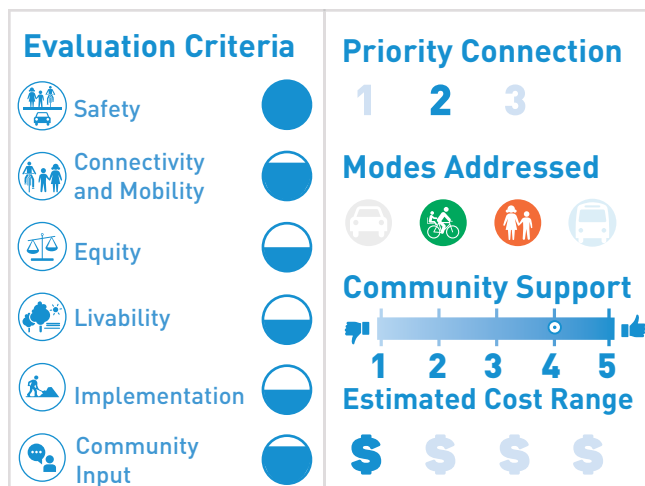 Evaluation Criteria
Safety
Connectivity
and Mobility
Equity
Livability
Implementation
Community
Input
Priority Connection
1 2 3
Modes Addressed
Community Support
1 2 3 4 5
Estimated Cost Range
$ $ $ $